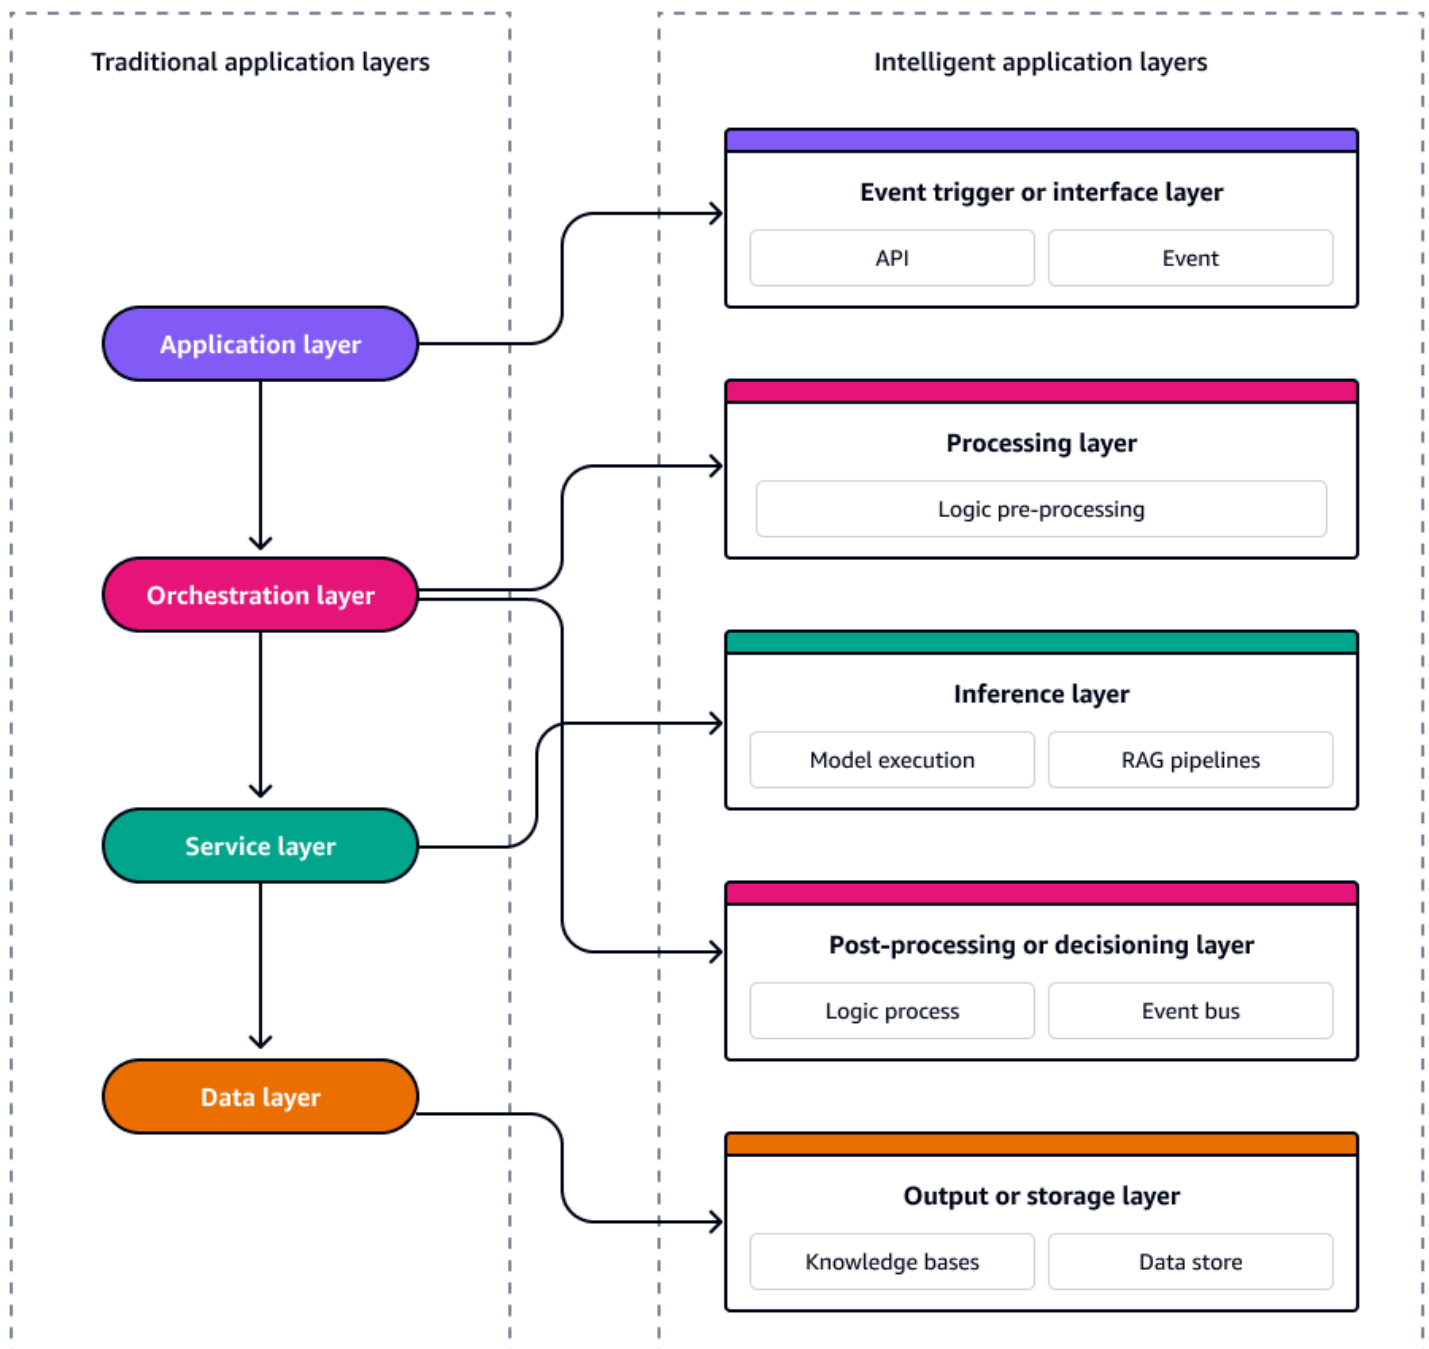 Traditional application layers
Application layer
Orchestration layer
Service layer
Data layer
Intelligent application layers
Event trigger or interface layer
API
Event
Processing layer
Logic pre-processing
Inference layer
Model execution
RAG pipelines
Post-processing or decisioning layer
Logic process
Event bus
Output or storage layer
Knowledge bases
Data store